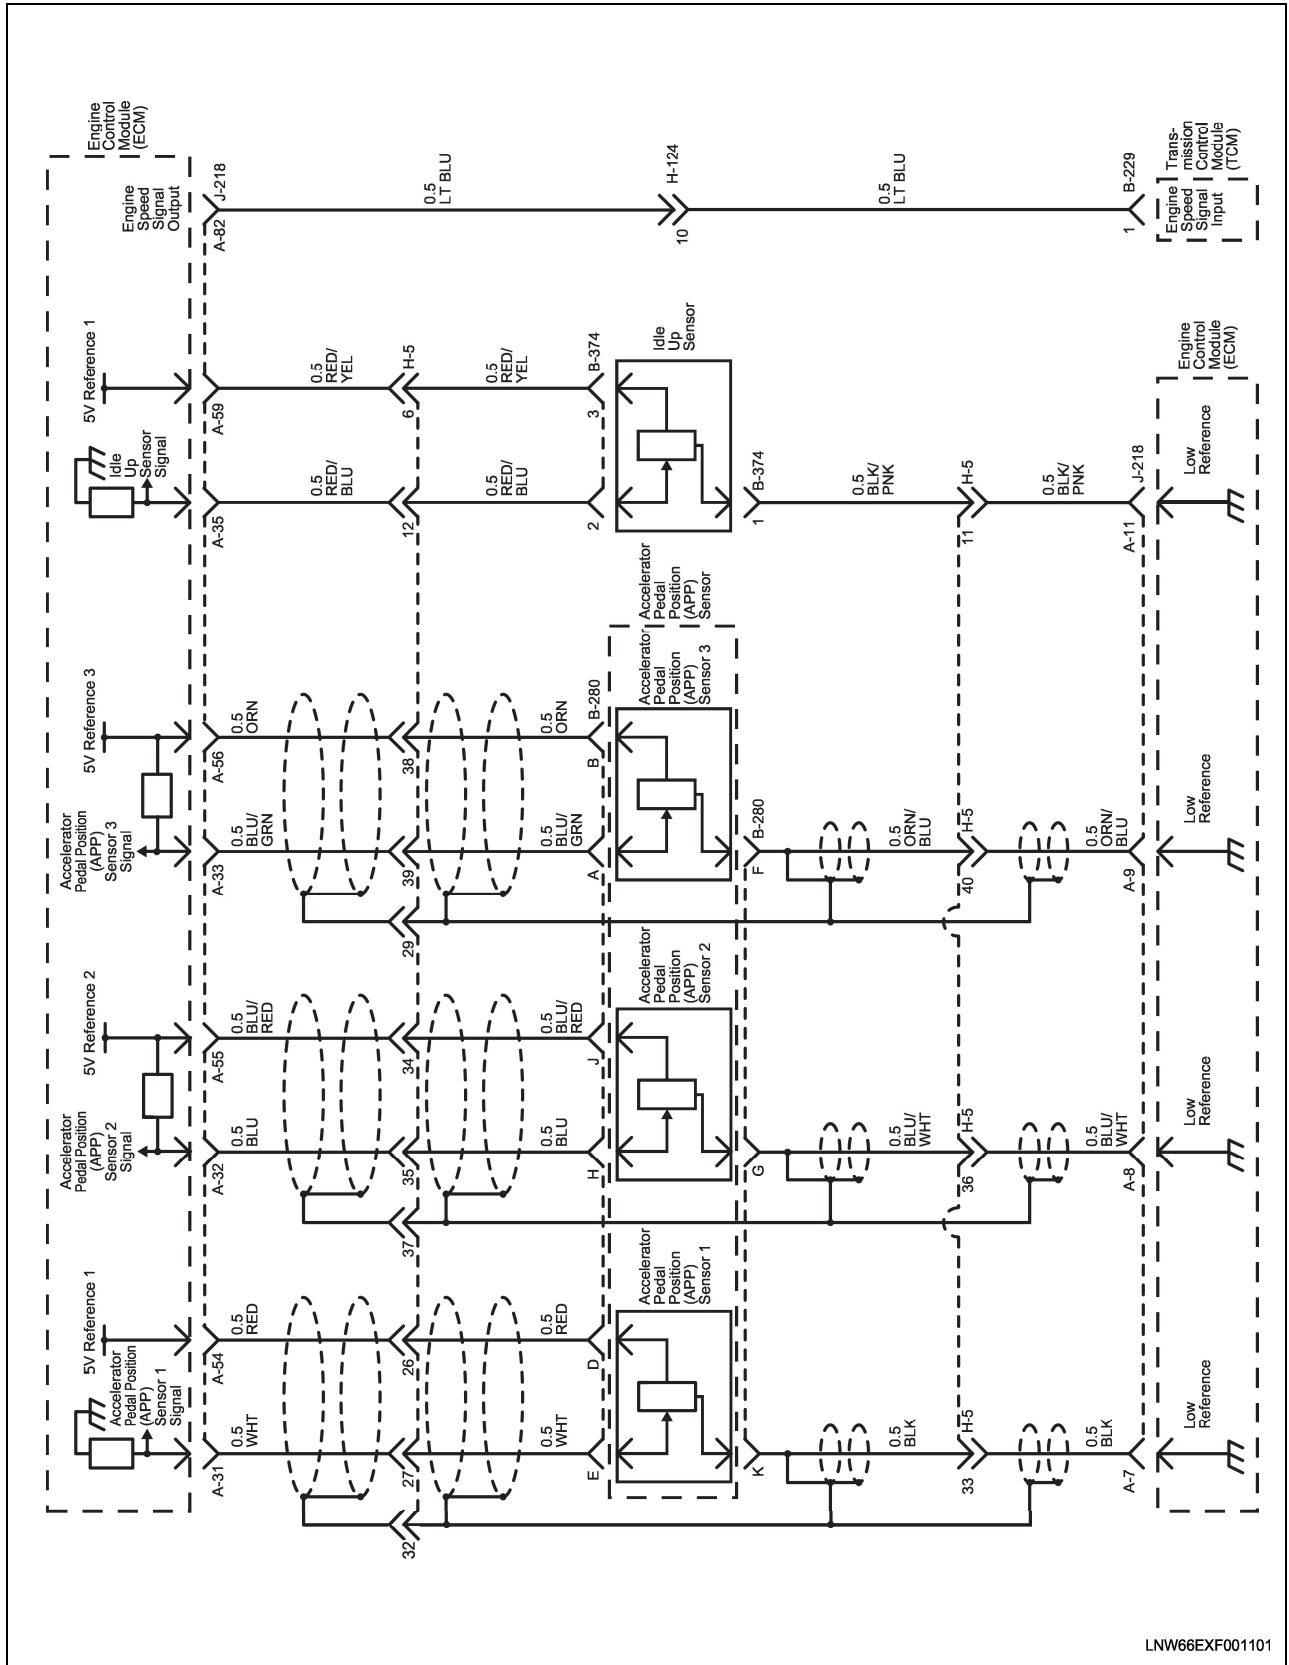 Engine
Control
Module
(ECM)
Engine
Speed
Signal
Output
J-218
A-82
0.5
LT BLU
H-124
10
0.5
LT BLU
B-229
1
Trans-
mission
Control
Module
(TCM)
Engine
Speed
Signal
Input
5V Reference 1
A-59
0.5
RED/
YEL
H-5
6
0.5
RED/
YEL
B-374
3
Idle
Up
Sensor
Idle
Up
Sensor
Signal
A-35
0.5
RED/
BLU
12
0.5
RED/
BLU
2
B-374
1
0.5
BLK/
PNK
H-5
11
0.5
BLK/
PNK
J-218
A-11
Low
Reference
Engine
Control
Module
(ECM)
Accelerator
Pedal
Position
(APP)
Sensor
5V Reference 3
A-56
0.5
ORN
38
0.5
ORN
B-280
B
Accelerator
Pedal
Position
(APP)
Sensor 3
Accelerator
Pedal Position
(APP)
Sensor 3
Signal
A-33
0.5
BLU/
GRN
39
0.5
BLU/
GRN
A
B-280
F
0.5
ORN/
BLU
H-5
40
0.5
ORN/
BLU
A-9
Low
Reference
29
5V Reference 2
A-55
0.5
BLU/
RED
34
0.5
BLU/
RED
J
Accelerator
Pedal
Position
(APP)
Sensor 2
Accelerator
Pedal Position
(APP)
Sensor 2
Signal
A-32
0.5
BLU
35
0.5
BLU
H
G
0.5
BLU/
WHT
H-5
36
0.5
BLU/
WHT
A-8
Low
Reference
37
5V Reference 1
A-54
0.5
RED
26
0.5
RED
D
Accelerator
Pedal
Position
(APP)
Sensor 1
Accelerator
Pedal Position
(APP)
Sensor 1
Signal
A-31
0.5
WHT
27
0.5
WHT
E
K
0.5
BLK
H-5
33
0.5
BLK
A-7
Low
Reference
32
LNW66EXF001101